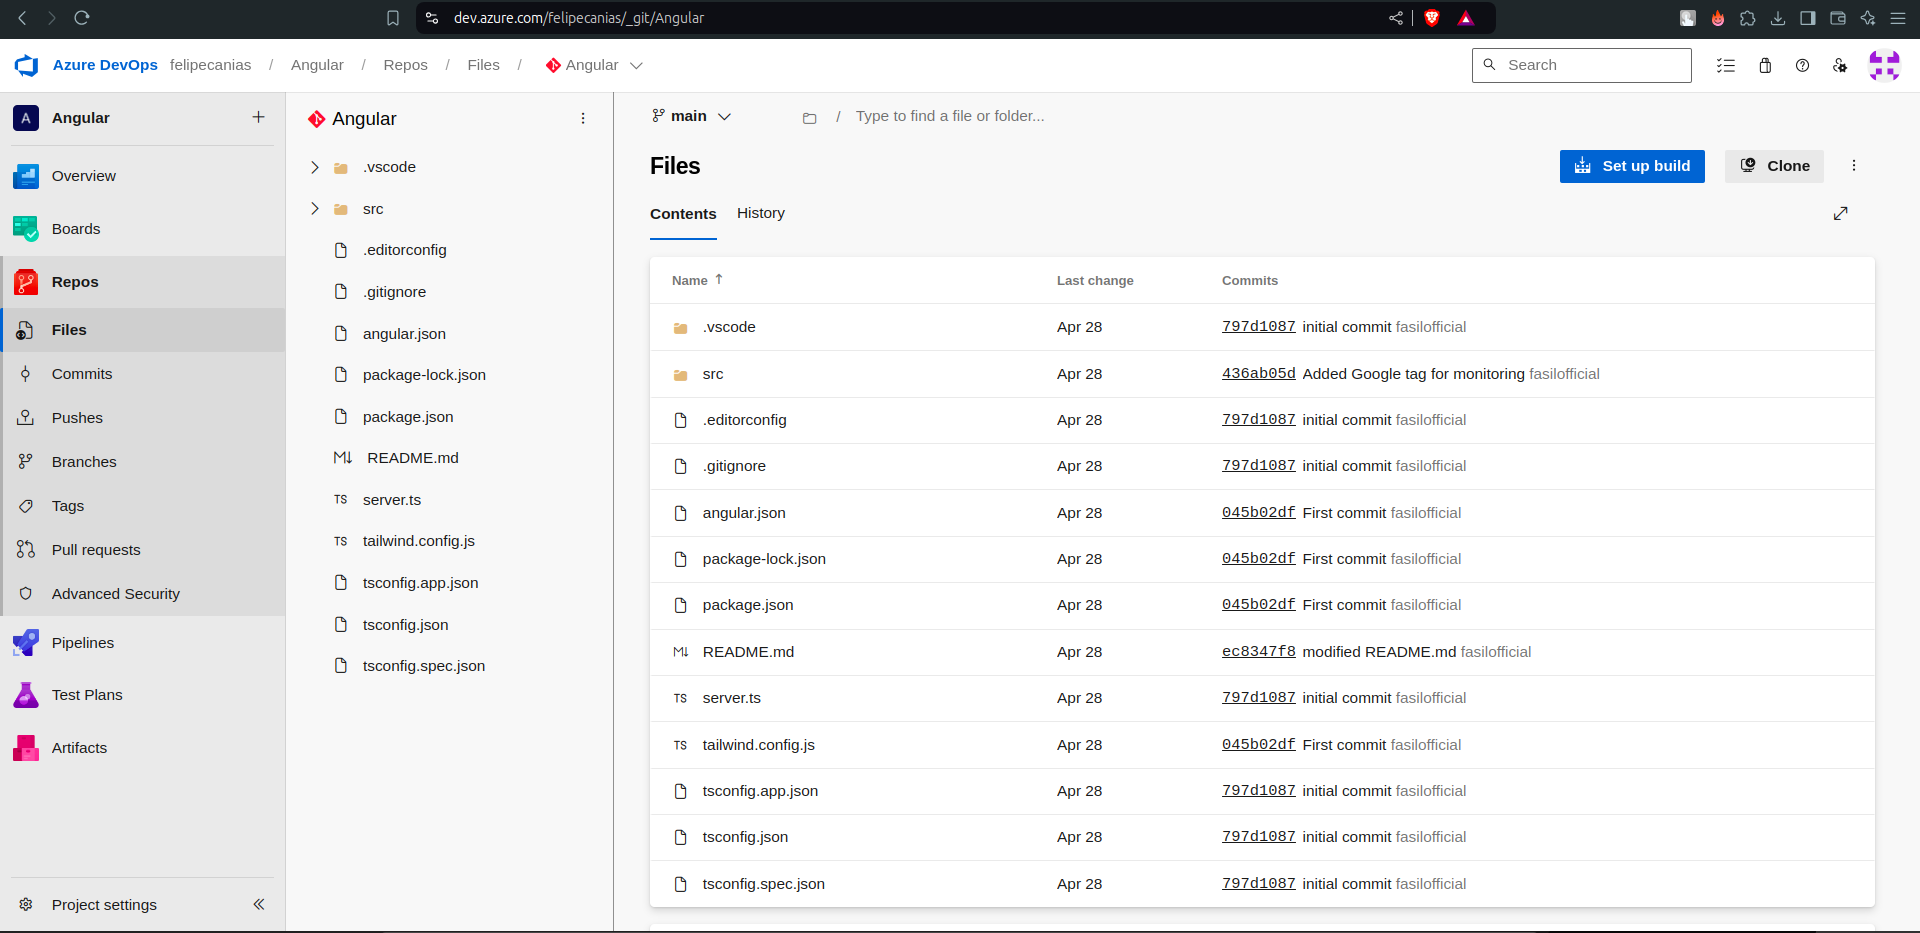 dev.azure.com/felipecanias/_git/Angular
Azure DevOps felipecanias / Angular / Repos / Files / Angular
Search
A Angular +
Overview
Boards
Repos
Files
Commits
Pushes
Branches
Tags
Pull requests
Advanced Security
Pipelines
Test Plans
Artifacts
Project settings
Angular
.vscode
src
.editorconfig
.gitignore
angular.json
package-lock.json
package.json
README.md
TS server.ts
TS tailwind.config.js
tsconfig.app.json
tsconfig.json
tsconfig.spec.json
main / Type to find a file or folder...
Files
Set up build
Clone
Contents History
Name ↑ Last change Commits
.vscode Apr 28 797d1087 initial commit fasilofficial
src Apr 28 436ab05d Added Google tag for monitoring fasilofficial
.editorconfig Apr 28 797d1087 initial commit fasilofficial
.gitignore Apr 28 797d1087 initial commit fasilofficial
angular.json Apr 28 045b02df First commit fasilofficial
package-lock.json Apr 28 045b02df First commit fasilofficial
package.json Apr 28 045b02df First commit fasilofficial
M↓ README.md Apr 28 ec8347f8 modified README.md fasilofficial
TS server.ts Apr 28 797d1087 initial commit fasilofficial
TS tailwind.config.js Apr 28 045b02df First commit fasilofficial
tsconfig.app.json Apr 28 797d1087 initial commit fasilofficial
tsconfig.json Apr 28 797d1087 initial commit fasilofficial
tsconfig.spec.json Apr 28 797d1087 initial commit fasilofficial